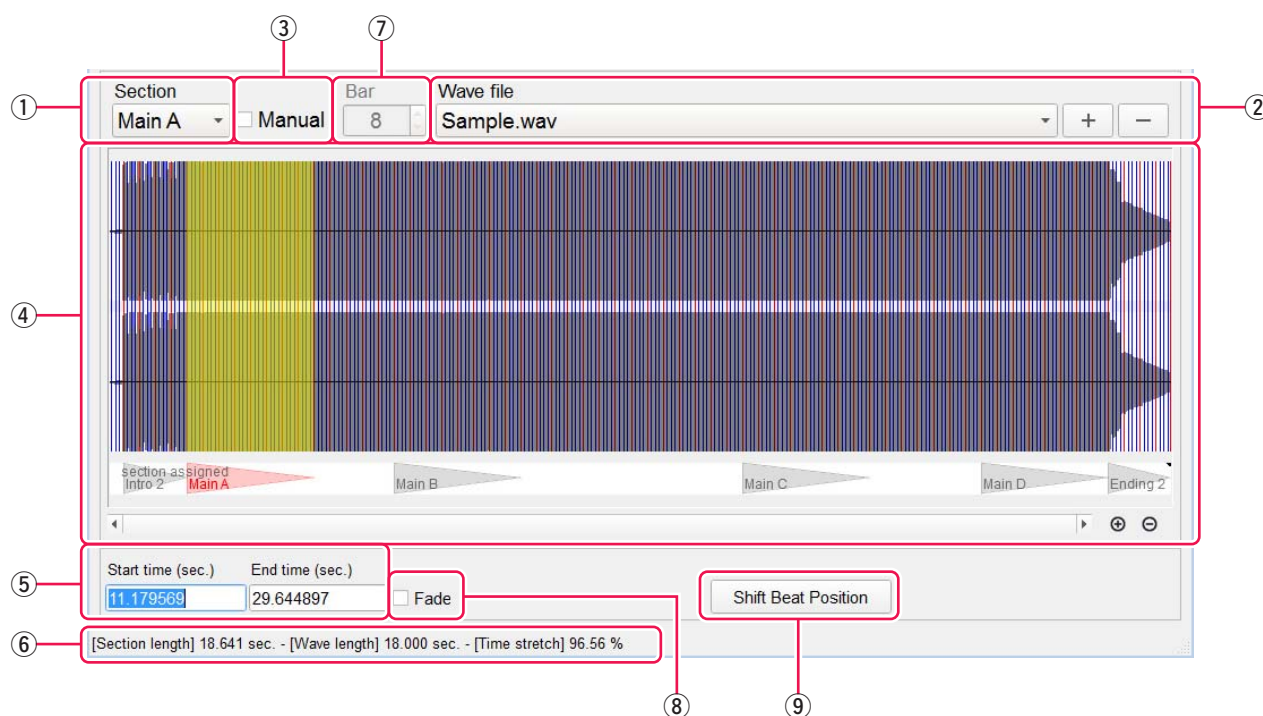 ③ ⑦
Section Bar Wave file
① Main A Manual 8 Sample.wav + − ②
④
section assigned
Intro 2 Main A Main B Main C Main D Ending 2
Start time (sec.) End time (sec.)
⑤ 11.179569 29.644897 Fade Shift Beat Position
⑥ [Section length] 18.641 sec. - [Wave length] 18.000 sec. - [Time stretch] 96.56 %
⑧ ⑨